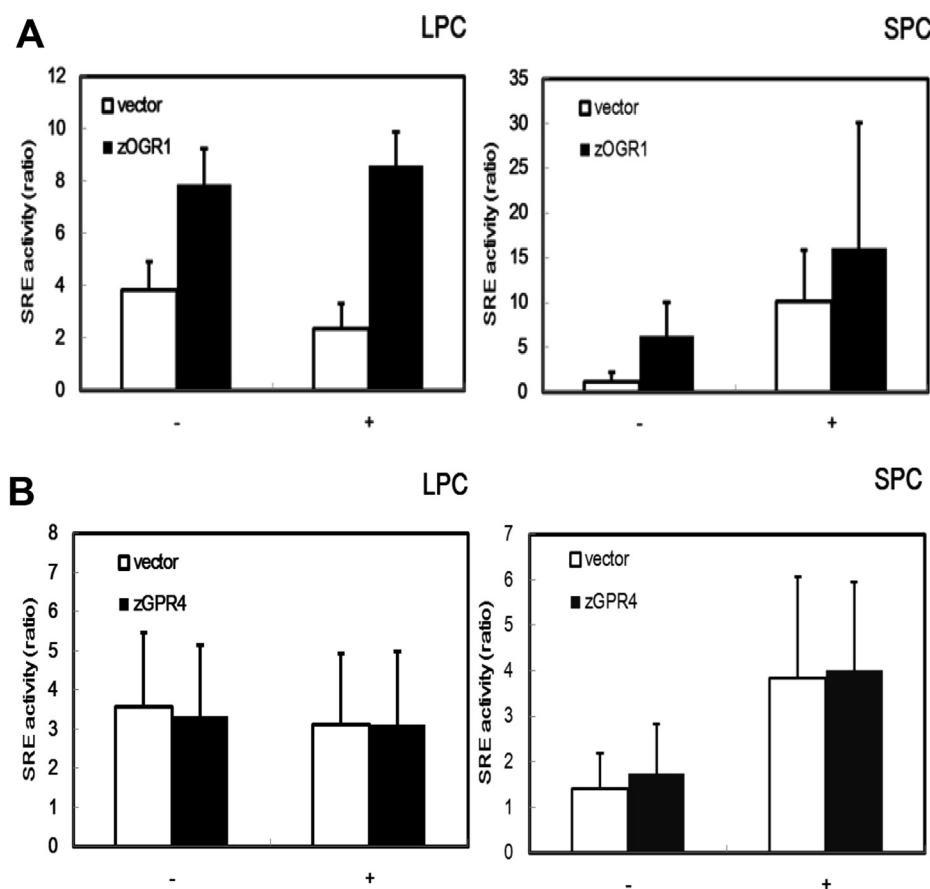 A
LPC
SPC
12
10
8
6
4
2
0
SRE activity (ratio)
vector
zOGR1
-
+
35
30
25
20
15
10
5
0
SRE activity (ratio)
vector
zOGR1
-
+
B
LPC
SPC
8
7
6
5
4
3
2
1
0
SRE activity (ratio)
vector
zGPR4
-
+
7
6
5
4
3
2
1
0
SRE activity (ratio)
vector
zGPR4
-
+